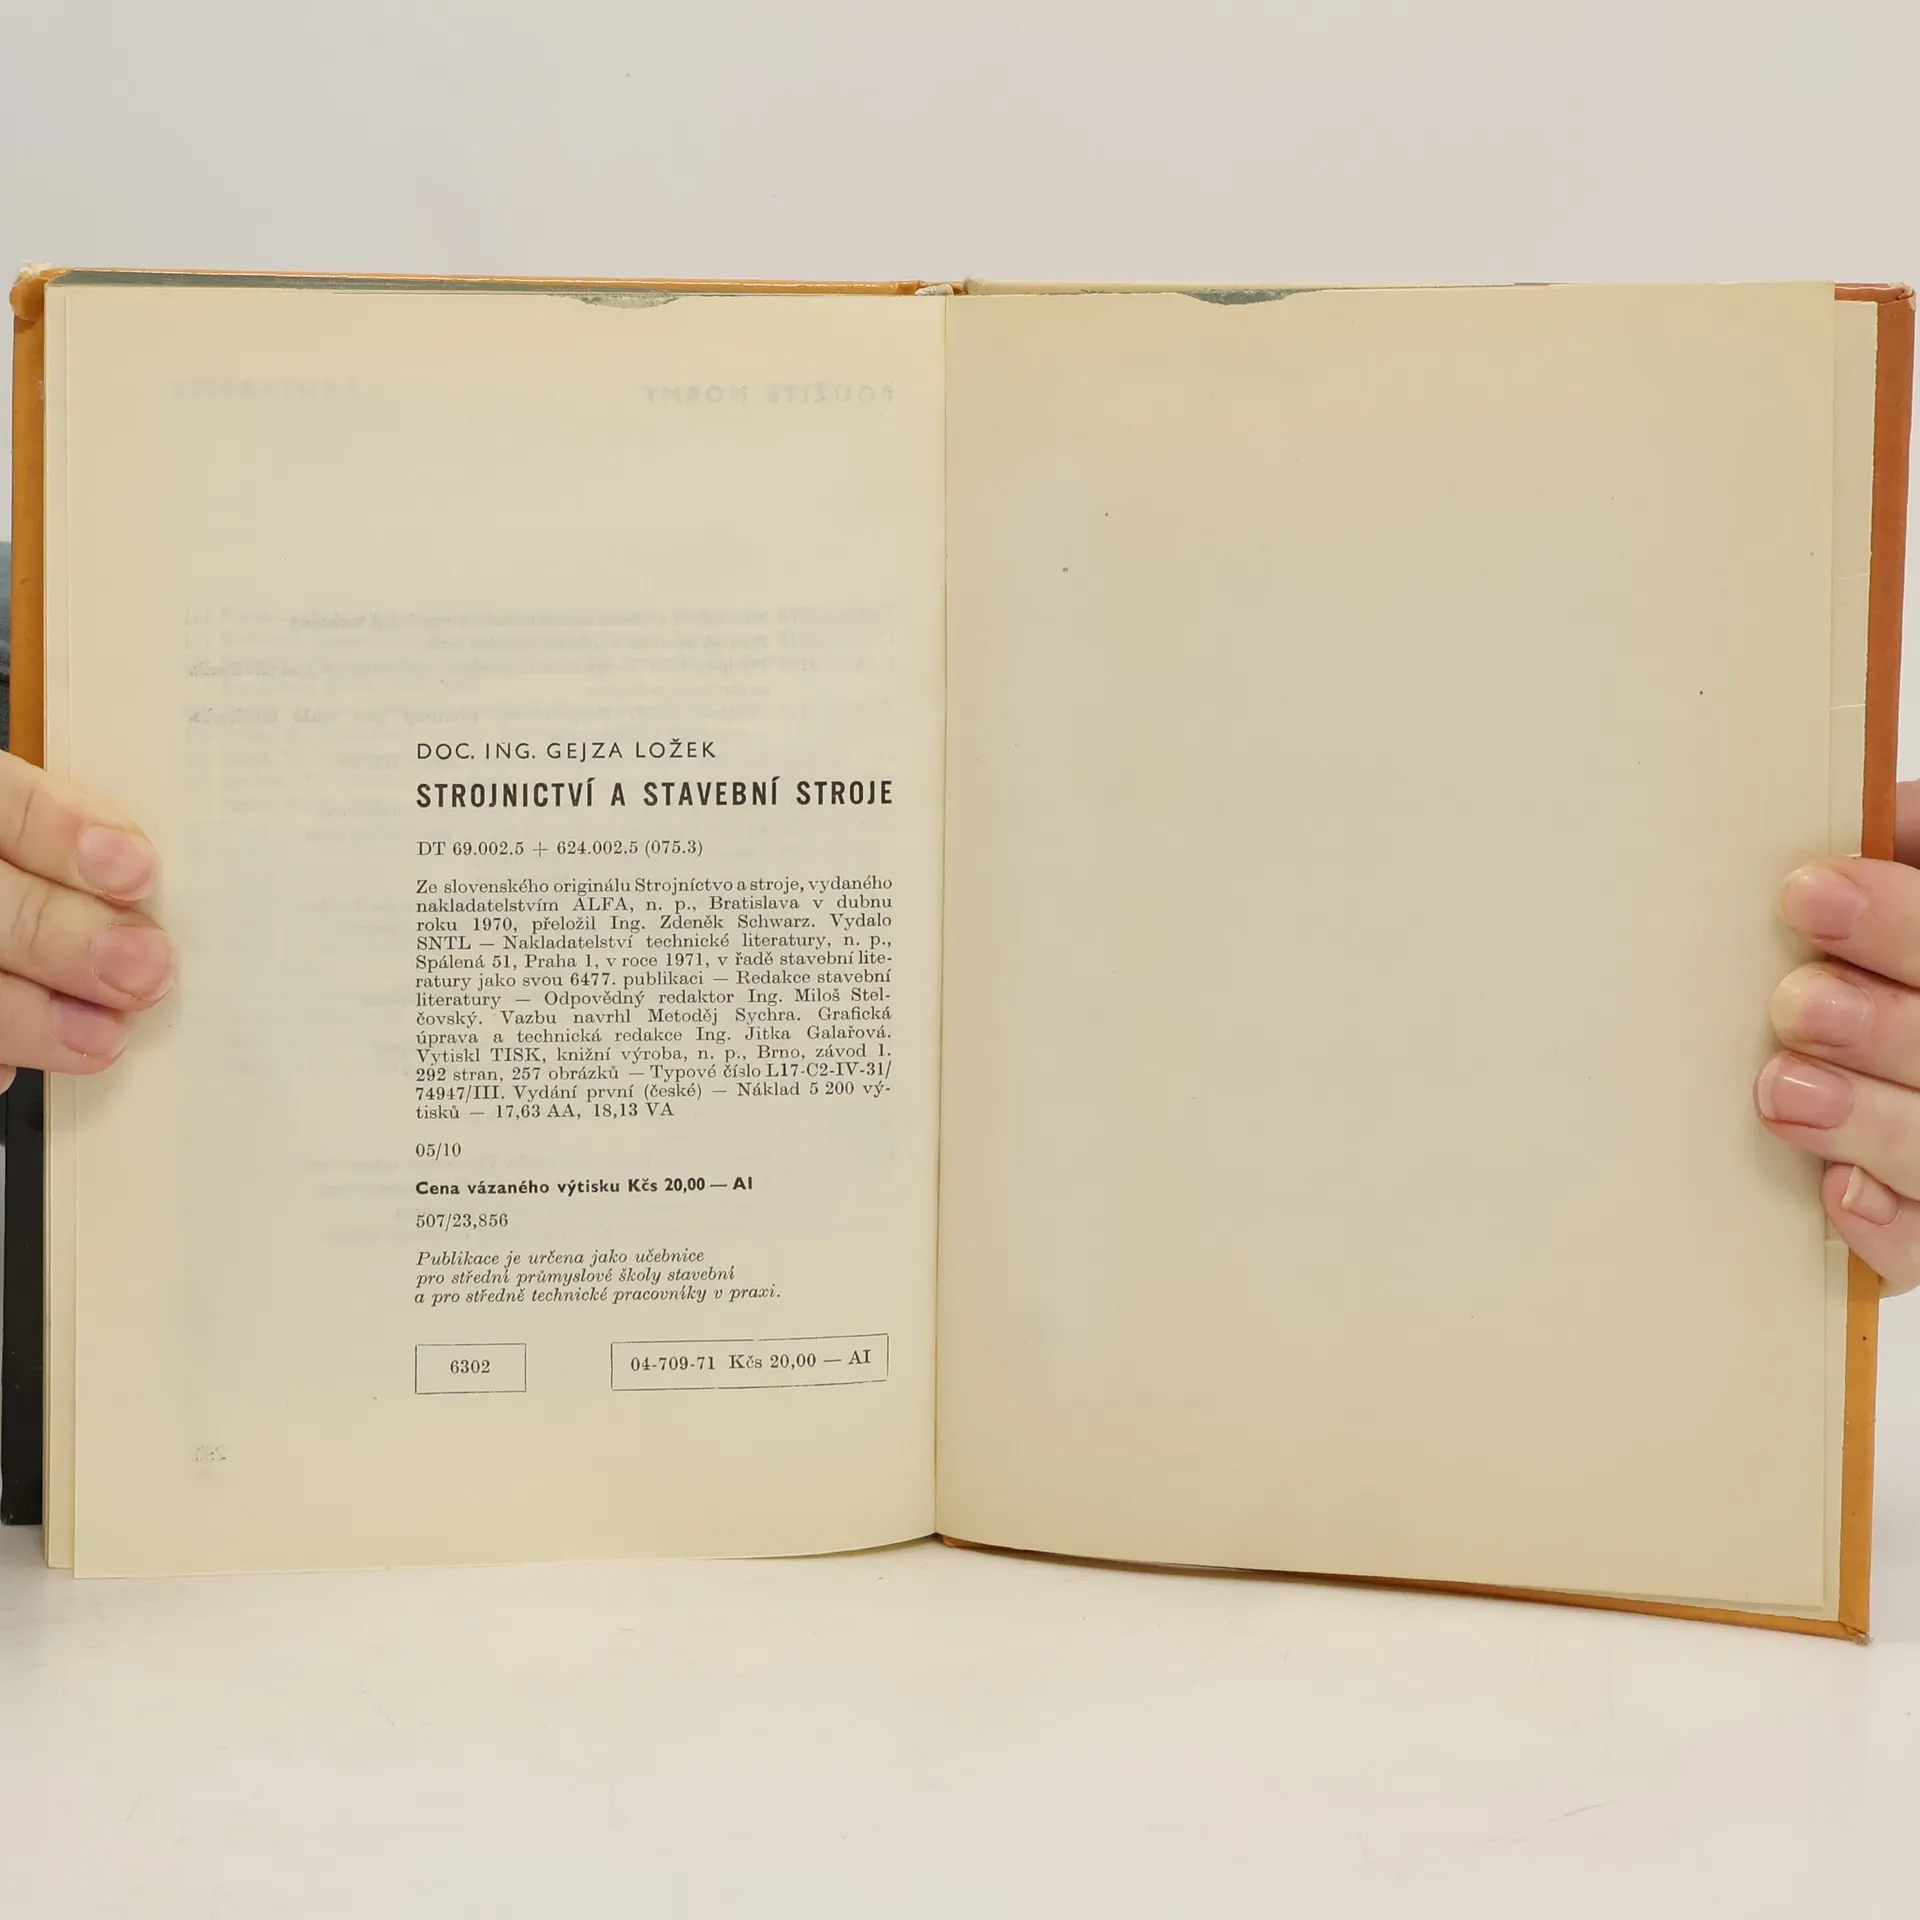 DOC. ING. GEJZA LOŽEK
STROJNICTVÍ A STAVEBNÍ STROJE
DT 69.002.5 + 624.002.5 (075.3)
Ze slovenského originálu Strojníctvo a stroje, vydaného
nakladatelstvím ALFA, n. p., Bratislava v dubnu
roku 1970, přeložil Ing. Zdeněk Schwarz. Vydalo
SNTL — Nakladatelství technické literatury, n. p.,
Spálená 51, Praha 1, v roce 1971, v řadě stavební lite-
ratury jako svou 6477. publikaci — Redakce stavební
literatury — Odpovědný redaktor Ing. Miloš Stel-
čovský. Vazbu navrhl Metoděj Sychra. Grafická
úprava a technická redakce Ing. Jitka Galařová.
Vytiskl TISK, knižní výroba, n. p., Brno, závod 1.
292 stran, 257 obrázků — Typové číslo L17-C2-IV-31/
74947/III. Vydání první (české) — Náklad 5 200 vý-
tisků — 17,63 AA, 18,13 VA
05/10
Cena vázaného výtisku Kčs 20,00 — AI
507/23,856
Publikace je určena jako učebnice
pro střední průmyslové školy stavební
a pro středně technické pracovníky v praxi.
6302
04-709-71 Kčs 20,00 — AI